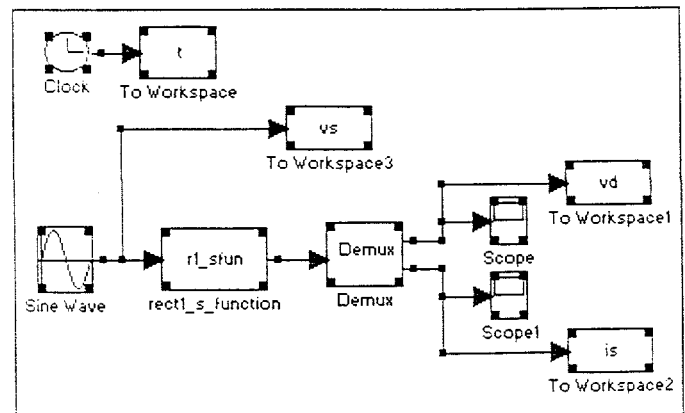 t
Clock
To Workspace
vs
To Workspace3
vd
To Workspace1
Scope
r1_sfun
Demux
Sine Wave
rect1_s_function
Demux
Scope1
is
To Workspace2